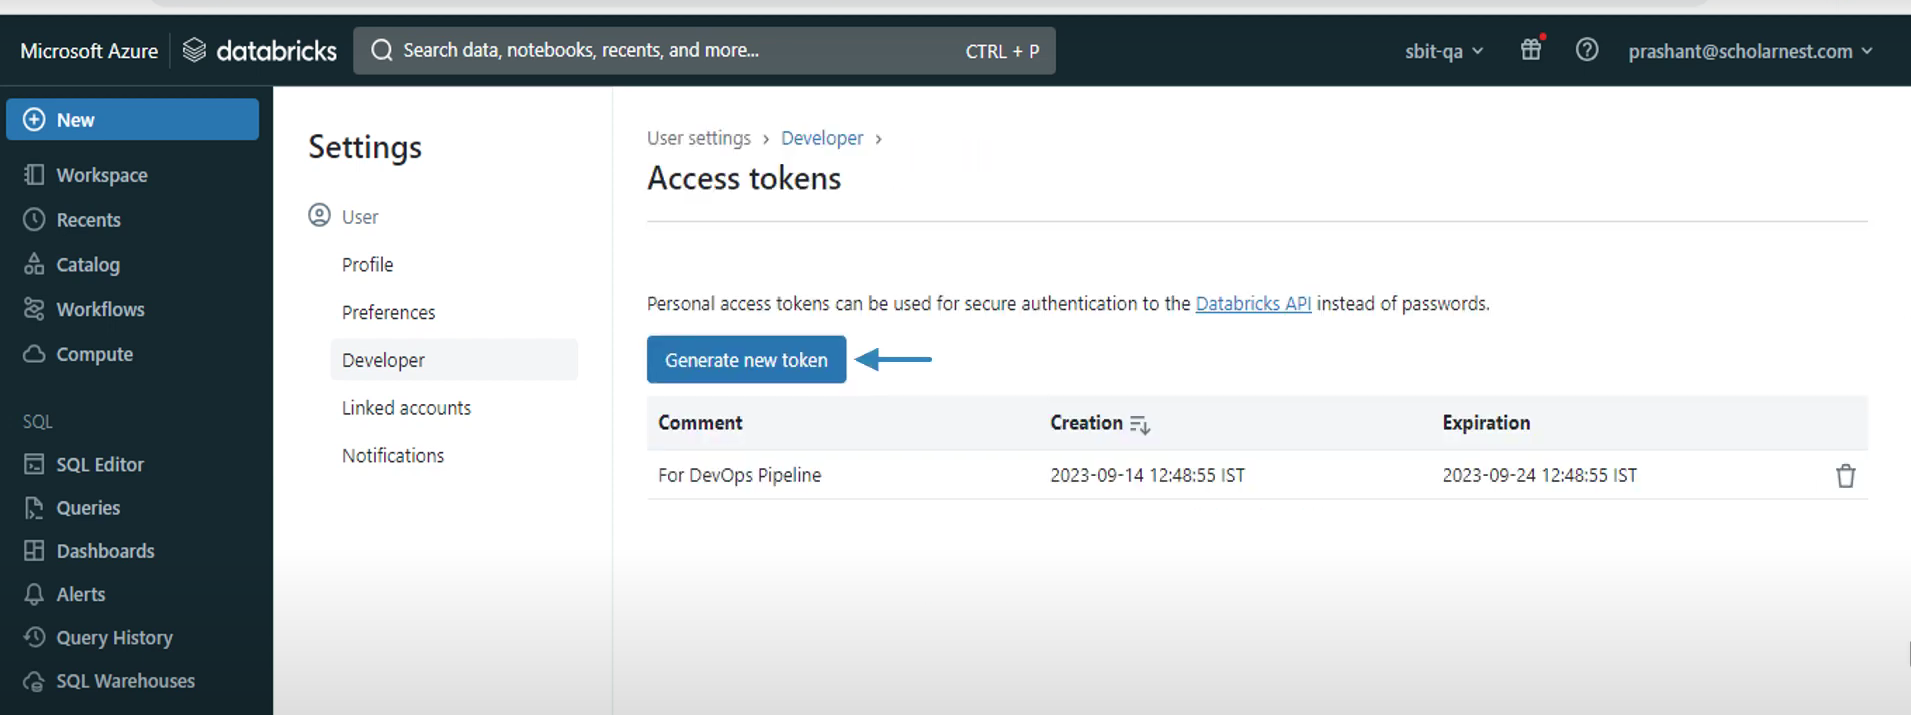 Microsoft Azure databricks Search data, notebooks, recents, and more... CTRL + P sbit-qa prashant@scholarnest.com
New
Workspace
Recents
Catalog
Workflows
Compute
SQL
SQL Editor
Queries
Dashboards
Alerts
Query History
SQL Warehouses
Settings
User
Profile
Preferences
Developer
Linked accounts
Notifications
User settings > Developer >
Access tokens
Personal access tokens can be used for secure authentication to the Databricks API instead of passwords.
Generate new token
Comment Creation Expiration
For DevOps Pipeline 2023-09-14 12:48:55 IST 2023-09-24 12:48:55 IST